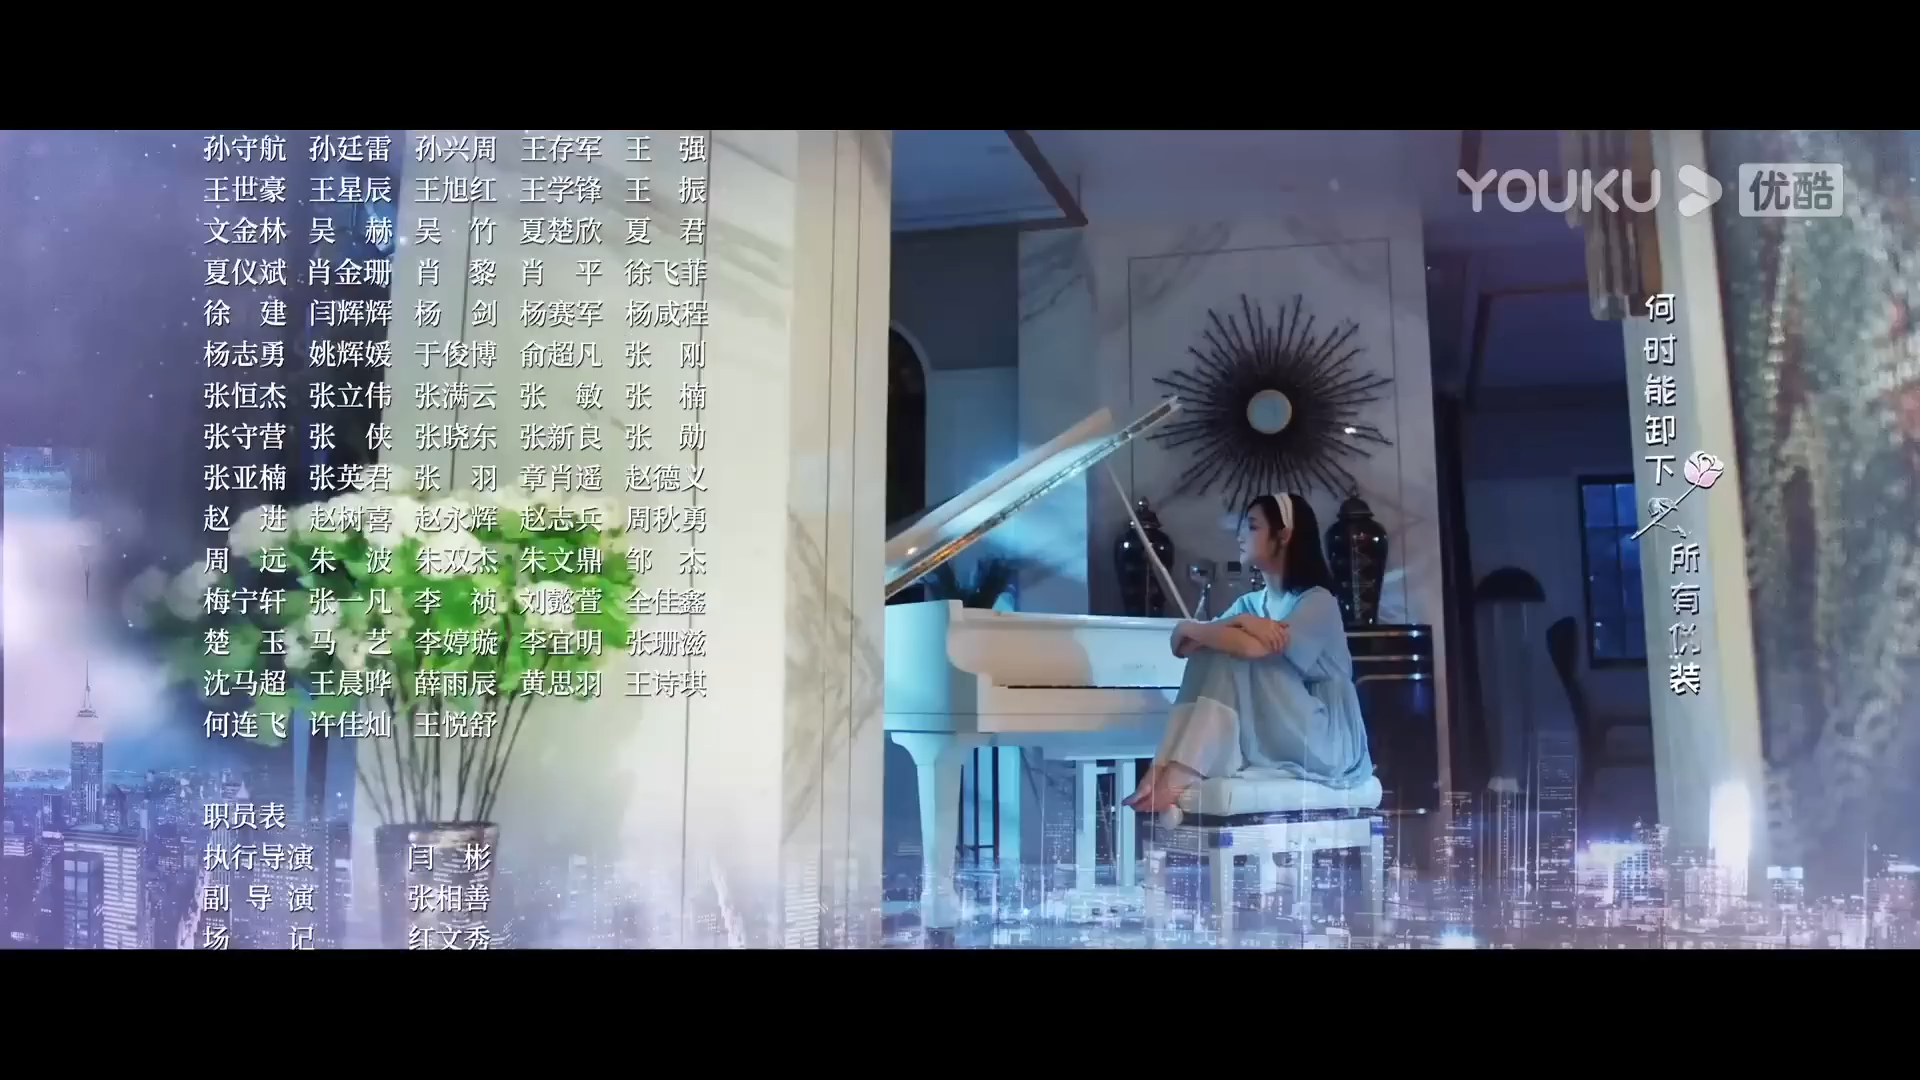 孙守航 孙廷雷 孙兴周 王存军 王 强
王世豪 王星辰 王旭红 王学锋 王 振
文金林 吴 赫 吴 竹 夏楚欣 夏 君
夏仪斌 肖金珊 肖 黎 肖 平 徐飞菲
徐 建 闫辉辉 杨 剑 杨赛军 杨咸程
杨志勇 姚辉媛 于俊博 俞超凡 张 刚
张恒杰 张立伟 张满云 张 敏 张 楠
张守营 张 侠 张晓东 张新良 张 勋
张亚楠 张英君 张 羽 章肖遥 赵德义
赵 进 赵树喜 赵永辉 赵志兵 周秋勇
周 远 朱 波 朱双杰 朱文鼎 邹 杰
梅宁轩 张一凡 李 祯 刘懿萱 全佳鑫
楚 玉 马 艺 李婷璇 李宜明 张珊滋
沈马超 王晨晔 薛雨辰 黄思羽 王诗琪
何连飞 许佳灿 王悦舒
职员表
执行导演 闫 彬
副导演 张相善
场 记 红文秀
YOUKU 优酷
何时能卸下
所有伪装